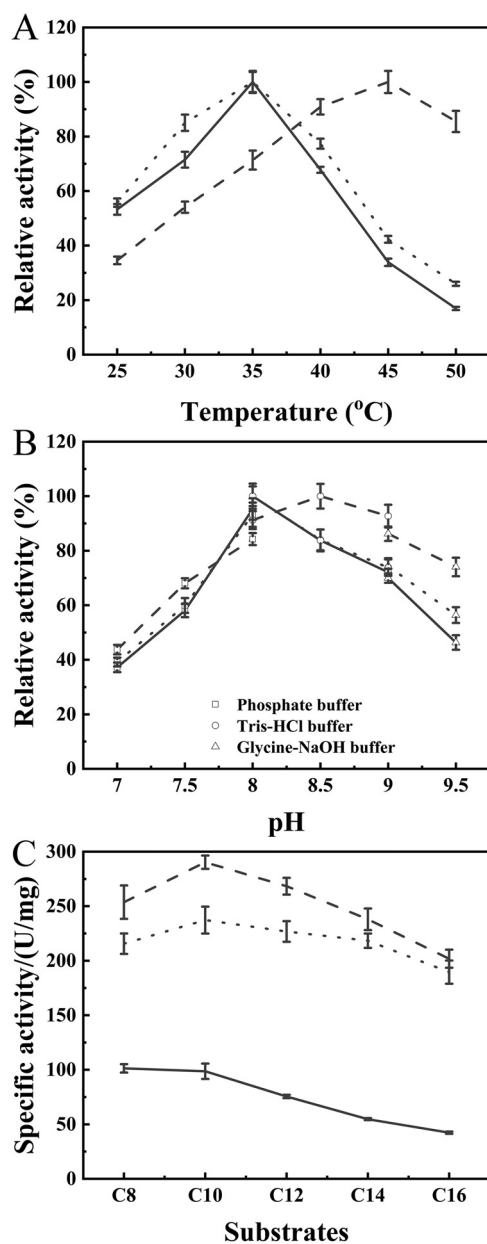 A
120
100
80
60
40
20
0
Relative activity (%)
25 30 35 40 45 50
Temperature (°C)
B
120
100
80
60
40
20
0
Relative activity (%)
Phosphate buffer
Tris-HCl buffer
Glycine-NaOH buffer
7 7.5 8 8.5 9 9.5
pH
C
300
250
200
150
100
50
0
Specific activity/(U/mg)
C8 C10 C12 C14 C16
Substrates